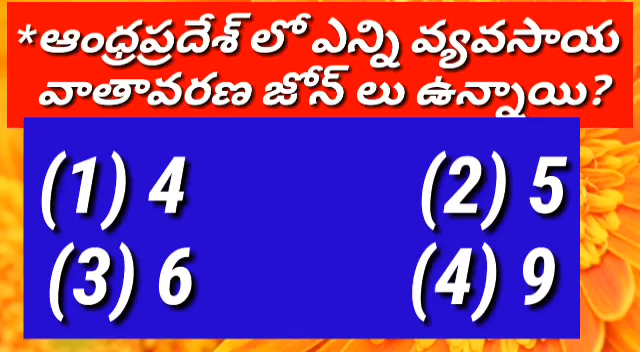 *ఆంధ్రప్రదేశ్ లో ఎన్ని వ్యవసాయ
వాతావరణ జోన్ లు ఉన్నాయి?
(1) 4 (2) 5
(3) 6 (4) 9